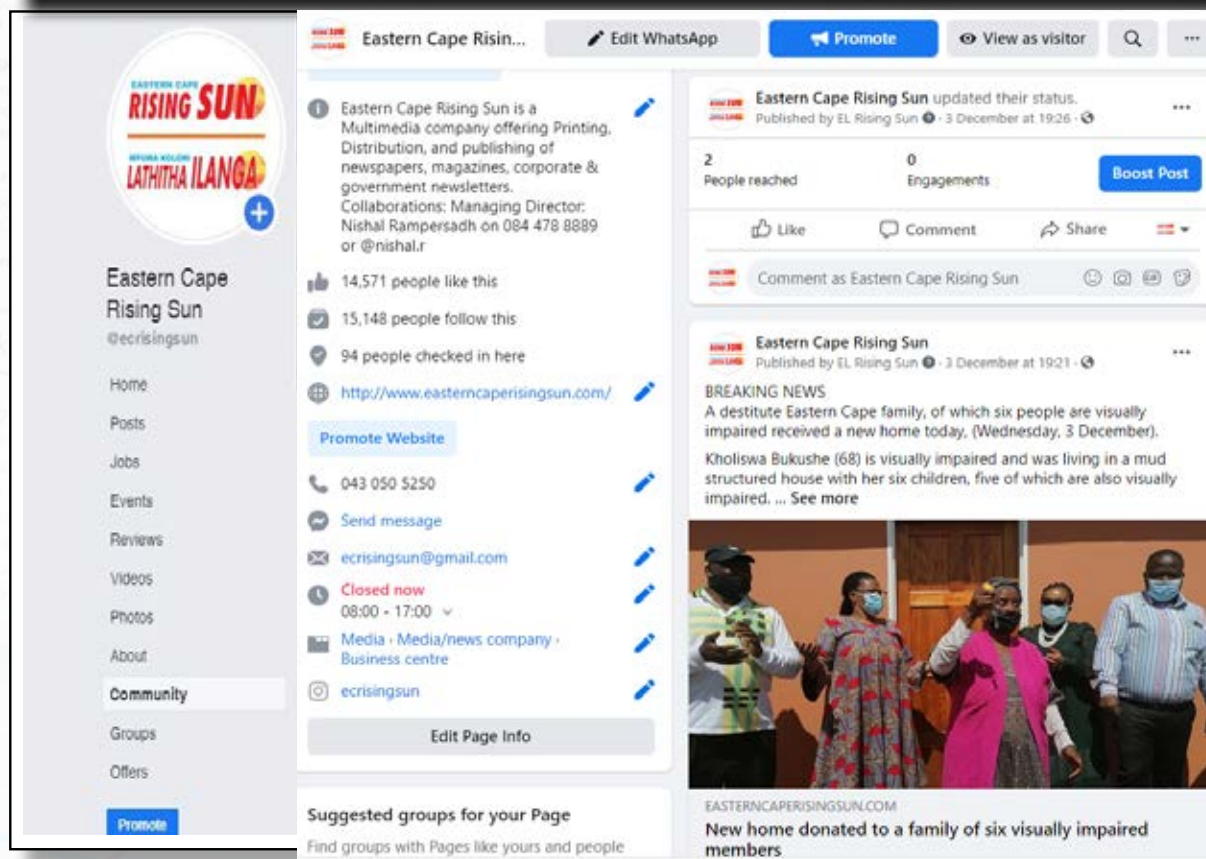 EASTERN CAPE
RISING SUN
MPUMA KOLONI
LATHITHA ILANGA
Eastern Cape
Rising Sun
@ecrisingsun
Home
Posts
Jobs
Events
Reviews
Videos
Photos
About
Community
Groups
Offers
Promote
Eastern Cape Risin...
Edit WhatsApp
Promote
View as visitor
Eastern Cape Rising Sun is a
Multimedia company offering Printing,
Distribution, and publishing of
newspapers, magazines, corporate &
government newsletters.
Collaborations: Managing Director:
Nishal Rampersadh on 084 478 8889
or @nishal.r
14,571 people like this
15,148 people follow this
94 people checked in here
http://www.easterncaperisingsun.com/
Promote Website
043 050 5250
Send message
ecrisingsun@gmail.com
Closed now
08:00 - 17:00
Media · Media/news company ·
Business centre
ecrisingsun
Edit Page Info
Suggested groups for your Page
Find groups with Pages like yours and people
Eastern Cape Rising Sun updated their status.
Published by EL Rising Sun · 3 December at 19:26 ·
2
People reached
0
Engagements
Boost Post
Like
Comment
Share
Comment as Eastern Cape Rising Sun
GIF
Eastern Cape Rising Sun
Published by EL Rising Sun · 3 December at 19:21 ·
BREAKING NEWS
A destitute Eastern Cape family, of which six people are visually
impaired received a new home today, (Wednesday, 3 December).
Kholiswa Bukushe (68) is visually impaired and was living in a mud
structured house with her six children, five of which are also visually
impaired. ... See more
EASTERNCAPERISINGSUN.COM
New home donated to a family of six visually impaired
members